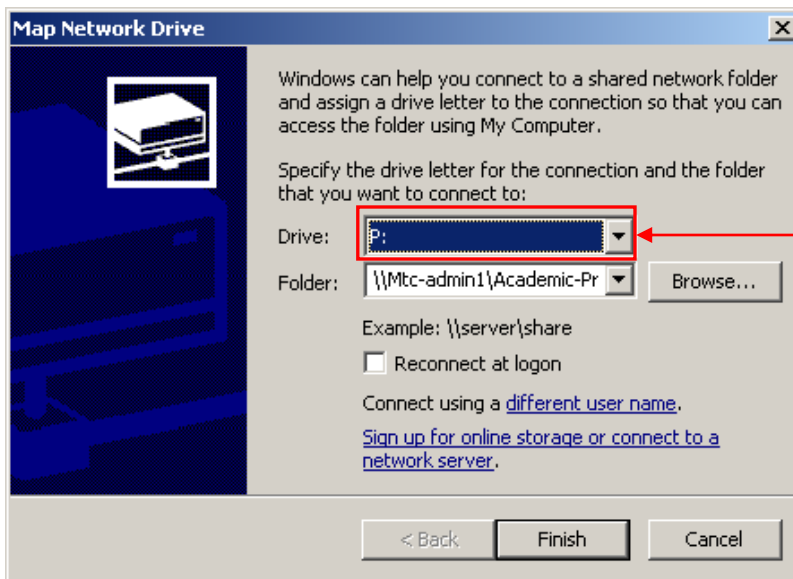 Map Network Drive
Windows can help you connect to a shared network folder
and assign a drive letter to the connection so that you can
access the folder using My Computer.
Specify the drive letter for the connection and the folder
that you want to connect to:
Drive: P:
Folder: \\Mtc-admin1\Academic-Pr Browse...
Example: \\server\share
Reconnect at logon
Connect using a different user name.
Sign up for online storage or connect to a
network server.
< Back Finish Cancel